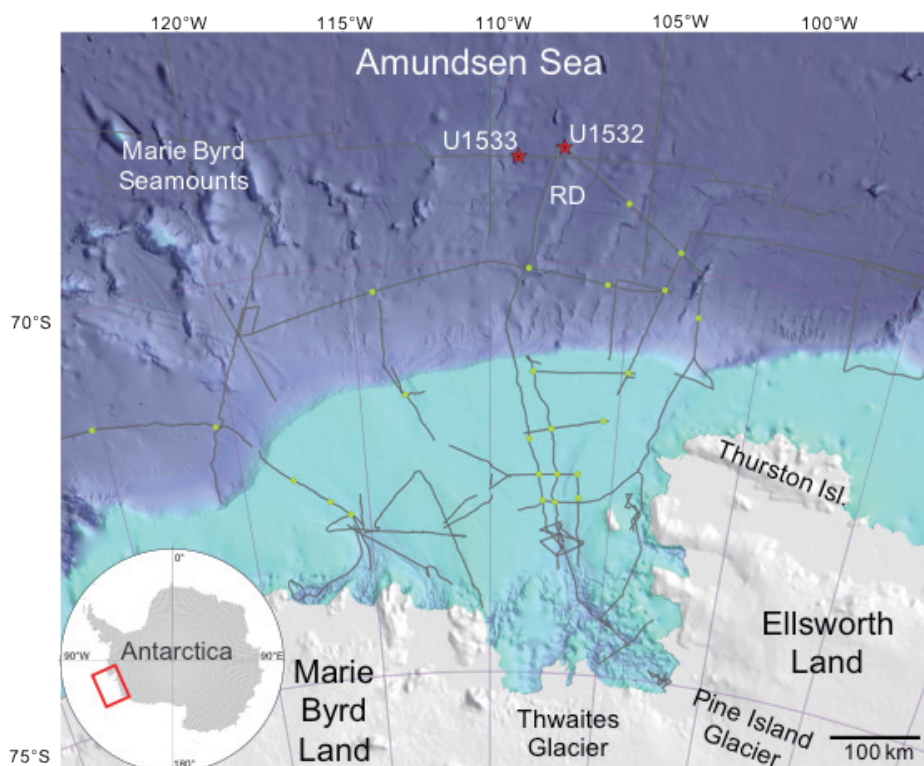 120°W
115°W
110°W
105°W
100°W
Amundsen Sea
U1533
U1532
Marie Byrd
Seamounts
RD
70°S
Thurston Isl.
0°
Antarctica
90°W
90°E
180°
Marie
Byrd
Land
Ellsworth
Land
Thwaites
Glacier
Pine Island
Glacier
100 km
75°S